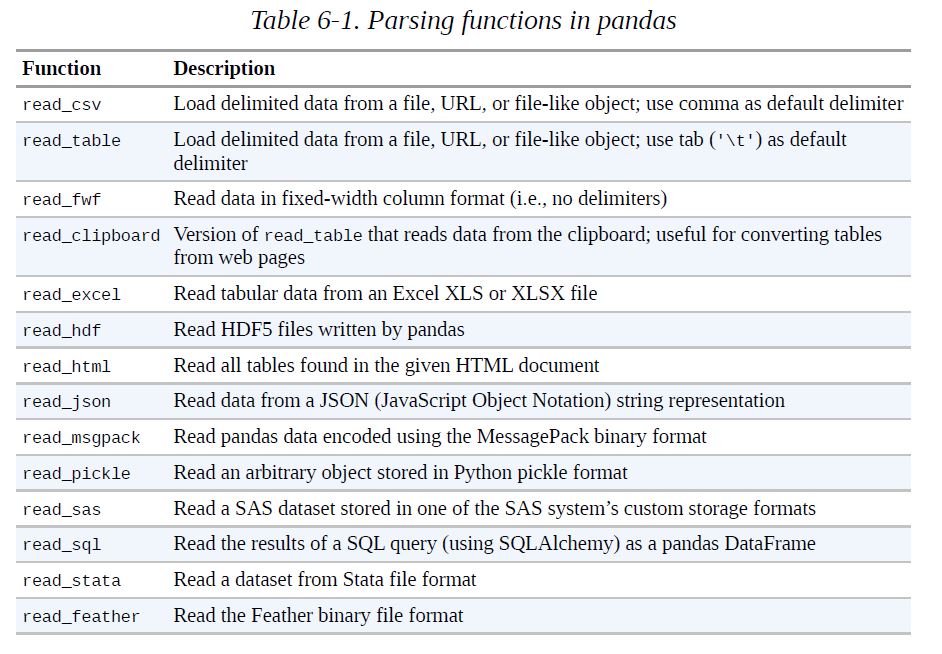 Table 6-1. Parsing functions in pandas
Function Description
read_csv Load delimited data from a file, URL, or file-like object; use comma as default delimiter
read_table Load delimited data from a file, URL, or file-like object; use tab ('\t') as default
delimiter
read_fwf Read data in fixed-width column format (i.e., no delimiters)
read_clipboard Version of read_table that reads data from the clipboard; useful for converting tables
from web pages
read_excel Read tabular data from an Excel XLS or XLSX file
read_hdf Read HDF5 files written by pandas
read_html Read all tables found in the given HTML document
read_json Read data from a JSON (JavaScript Object Notation) string representation
read_msgpack Read pandas data encoded using the MessagePack binary format
read_pickle Read an arbitrary object stored in Python pickle format
read_sas Read a SAS dataset stored in one of the SAS system’s custom storage formats
read_sql Read the results of a SQL query (using SQLAlchemy) as a pandas DataFrame
read_stata Read a dataset from Stata file format
read_feather Read the Feather binary file format